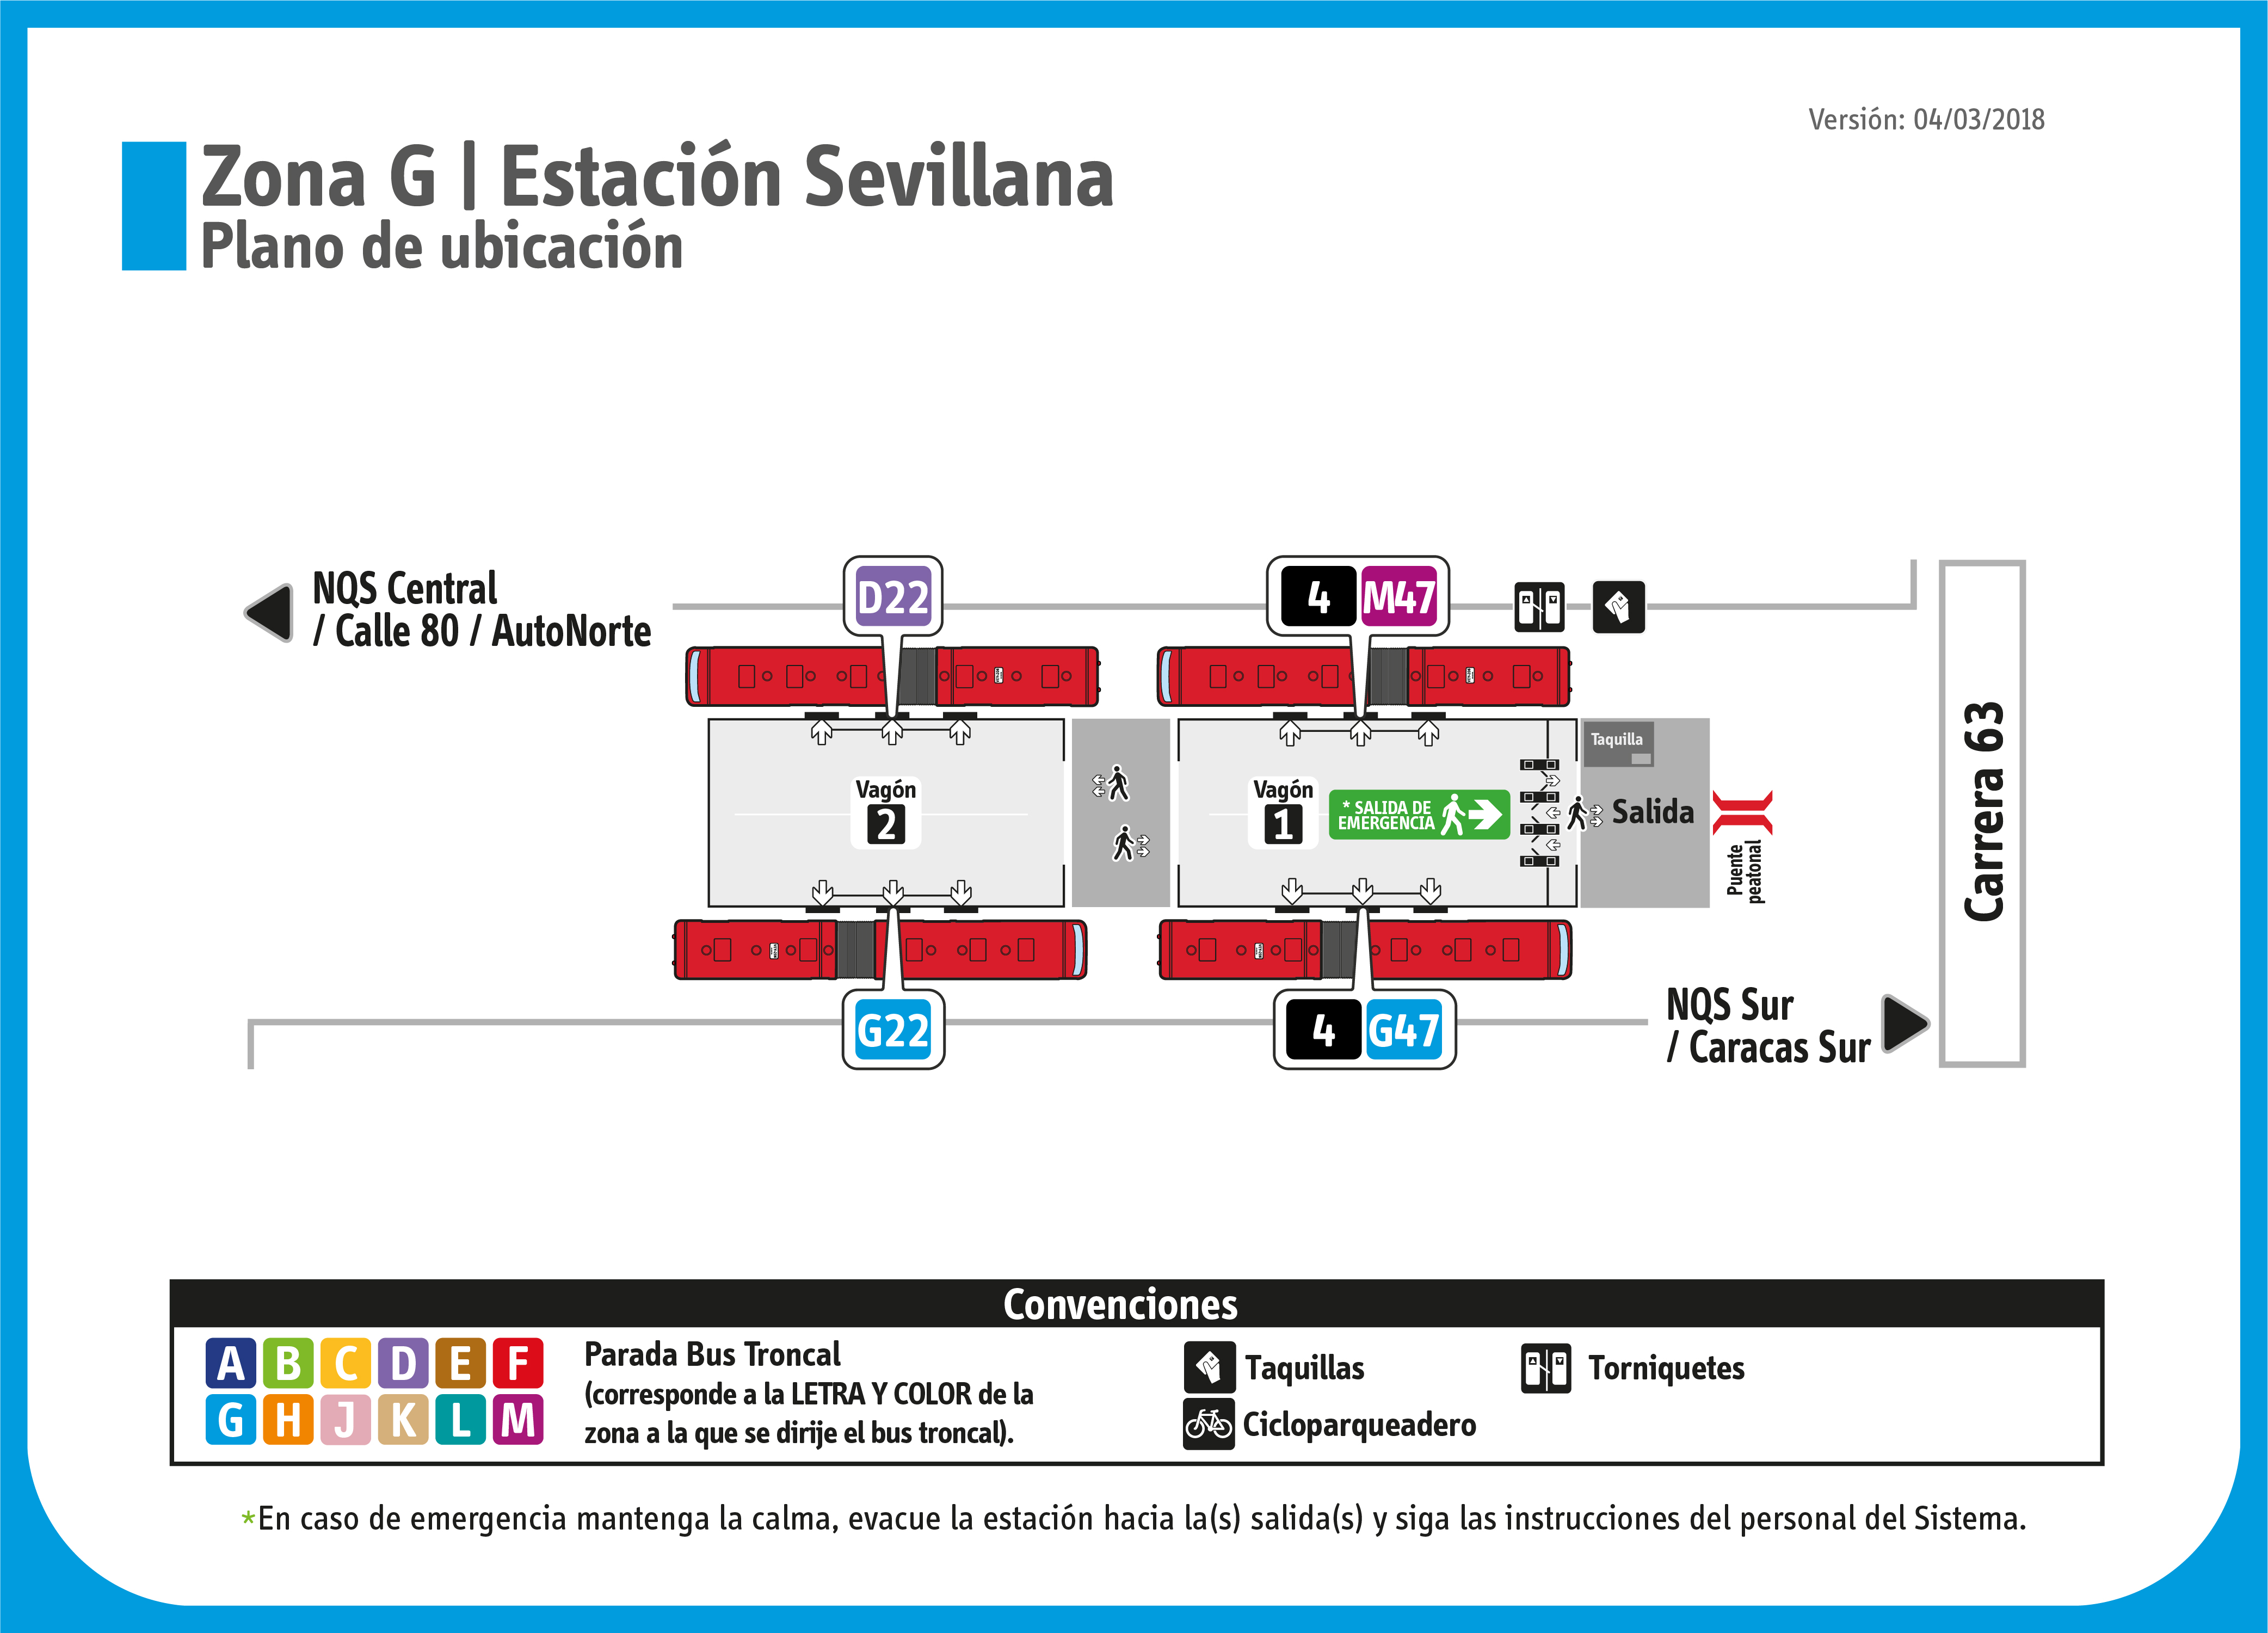 Versión: 04/03/2018
Zona G | Estación Sevillana
Plano de ubicación
NQS Central
/ Calle 80 / AutoNorte
D22
4 M47
Taquilla
Vagón
2
Vagón
1
* SALIDA DE
EMERGENCIA
Salida
Puente
peatonal
Carrera 63
G22
4 G47
NQS Sur
/ Caracas Sur
Convenciones
A B C D E F
G H J K L M
Parada Bus Troncal
(corresponde a la LETRA Y COLOR de la
zona a la que se dirije el bus troncal).
Taquillas
Cicloparqueadero
Torniquetes
*En caso de emergencia mantenga la calma, evacue la estación hacia la(s) salida(s) y siga las instrucciones del personal del Sistema.